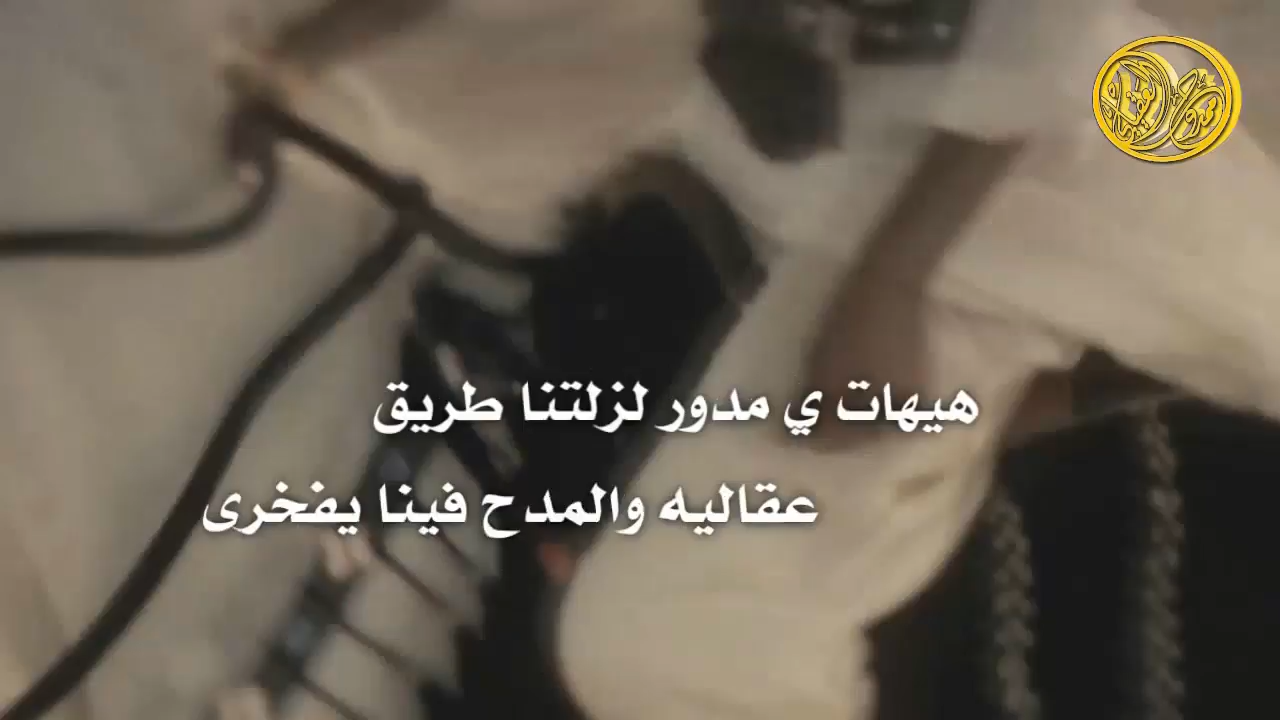 هيهات ي مدور لزلتنا طريق
عقاليه والمدح فينا يفخرى